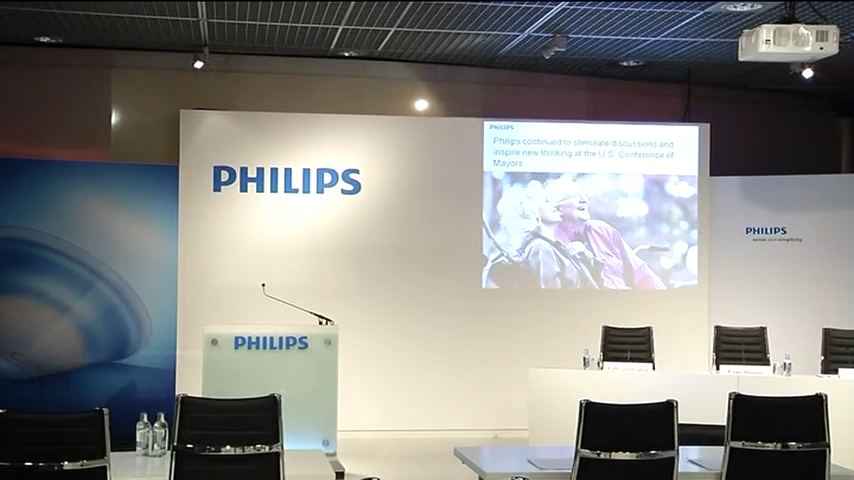 PHILIPS
PHILIPS
Philips continued to stimulate discussions and
inspire new thinking at the U.S. Conference of
Mayors
PHILIPS
sense and simplicity
PHILIPS